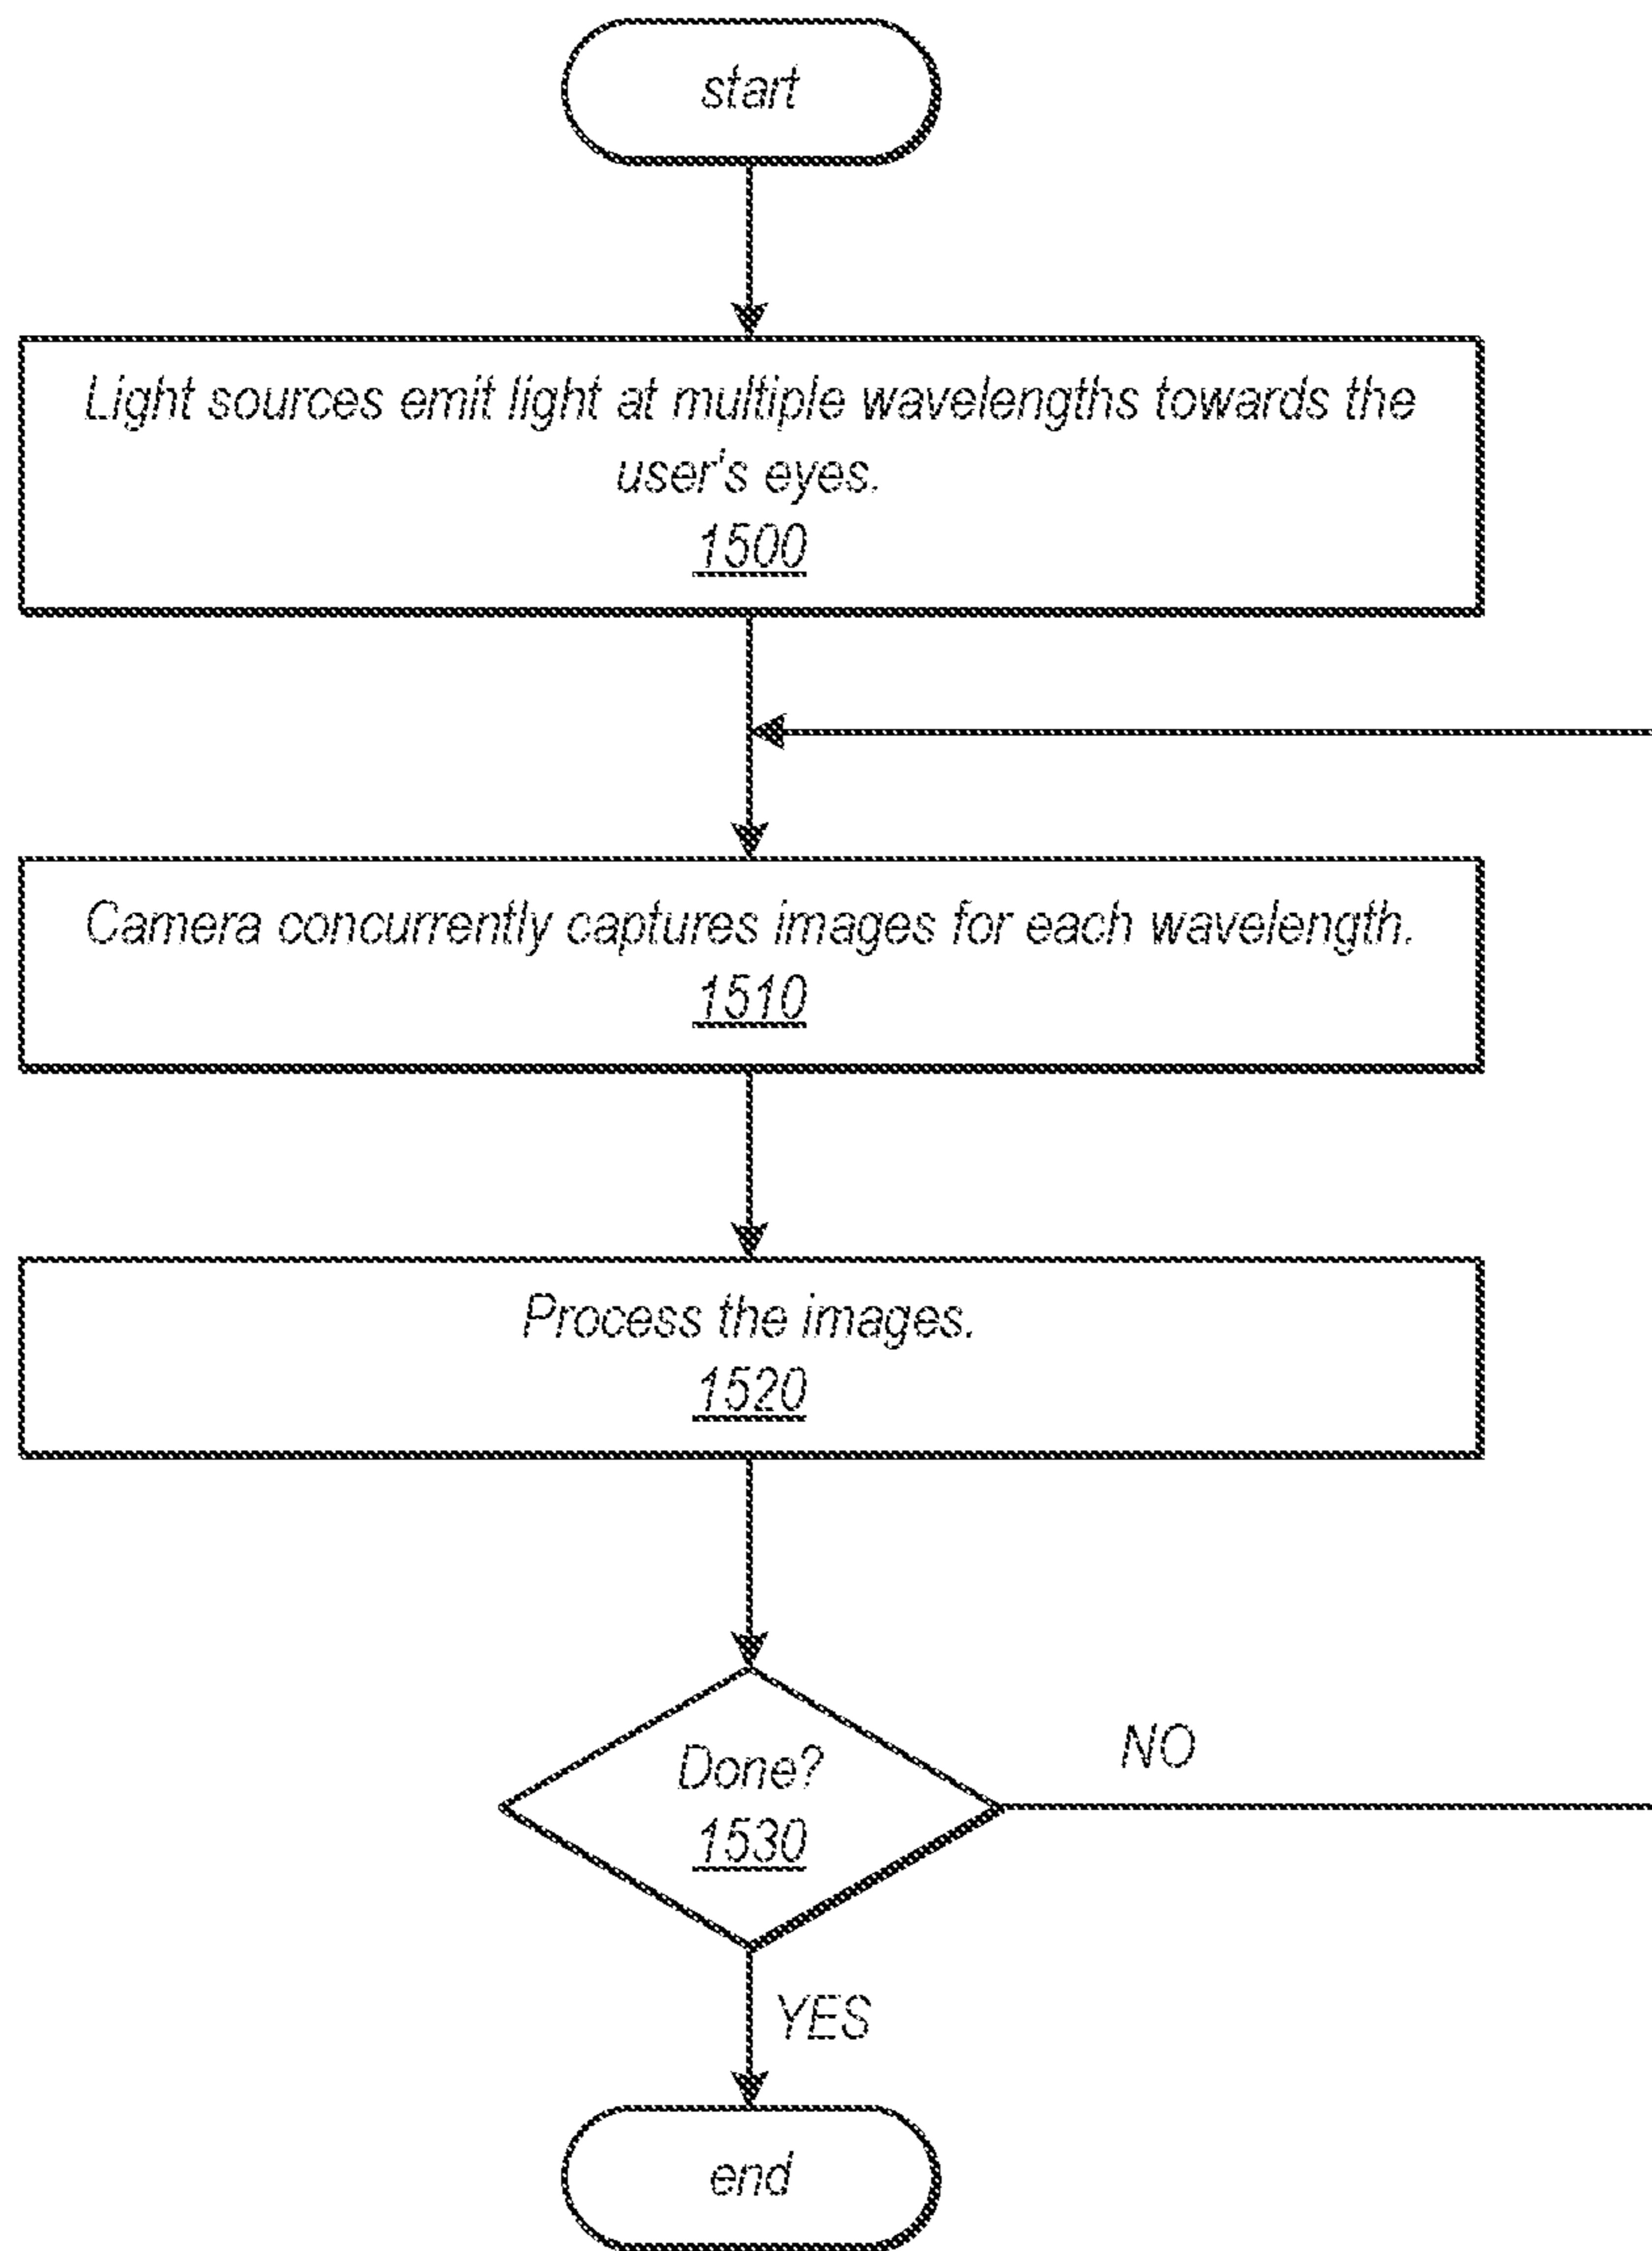 start
Light sources emit light at multiple wavelengths towards the
user's eyes.
1500
Camera concurrently captures images for each wavelength.
1510
Process the images.
1520
Done?
1530
NO
YES
end